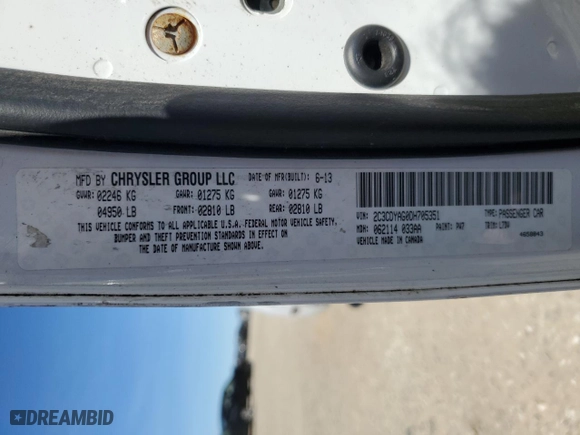 MFD BY CHRYSLER GROUP LLC DATE OF MFR(BUILT): 6-13
GVWR: 02246 KG GAWR: 01275 KG GAWR: 01275 KG
04950 LB FRONT: 02810 LB REAR: 02810 LB
THIS VEHICLE CONFORMS TO ALL APPLICABLE U.S.A. FEDERAL MOTOR VEHICLE SAFETY,
BUMPER AND THEFT PREVENTION STANDARDS IN EFFECT ON
THE DATE OF MANUFACTURE SHOWN ABOVE.
VIN: 2C3CDYAG0DH705351 TYPE: PASSENGER CAR
MDH: 062114 033AA PAINT: PW7 TRIM:
VEHICLE MADE IN CANADA
DREAMBID